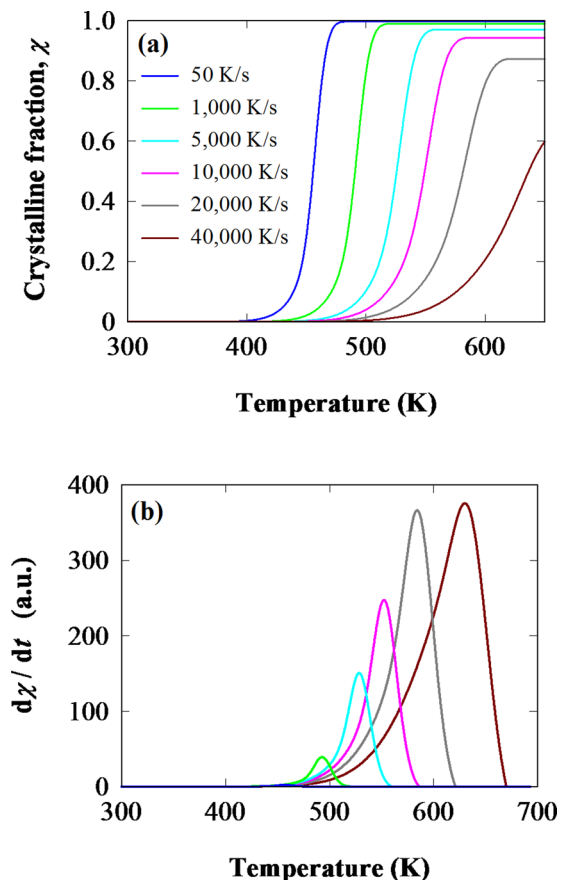 (a)
1.0
0.8
0.6
0.4
0.2
0
Crystalline fraction, χ
50 K/s
1,000 K/s
5,000 K/s
10,000 K/s
20,000 K/s
40,000 K/s
300 400 500 600
Temperature (K)
(b)
400
300
200
100
0
dχ/ dt (a.u.)
300 400 500 600 700
Temperature (K)